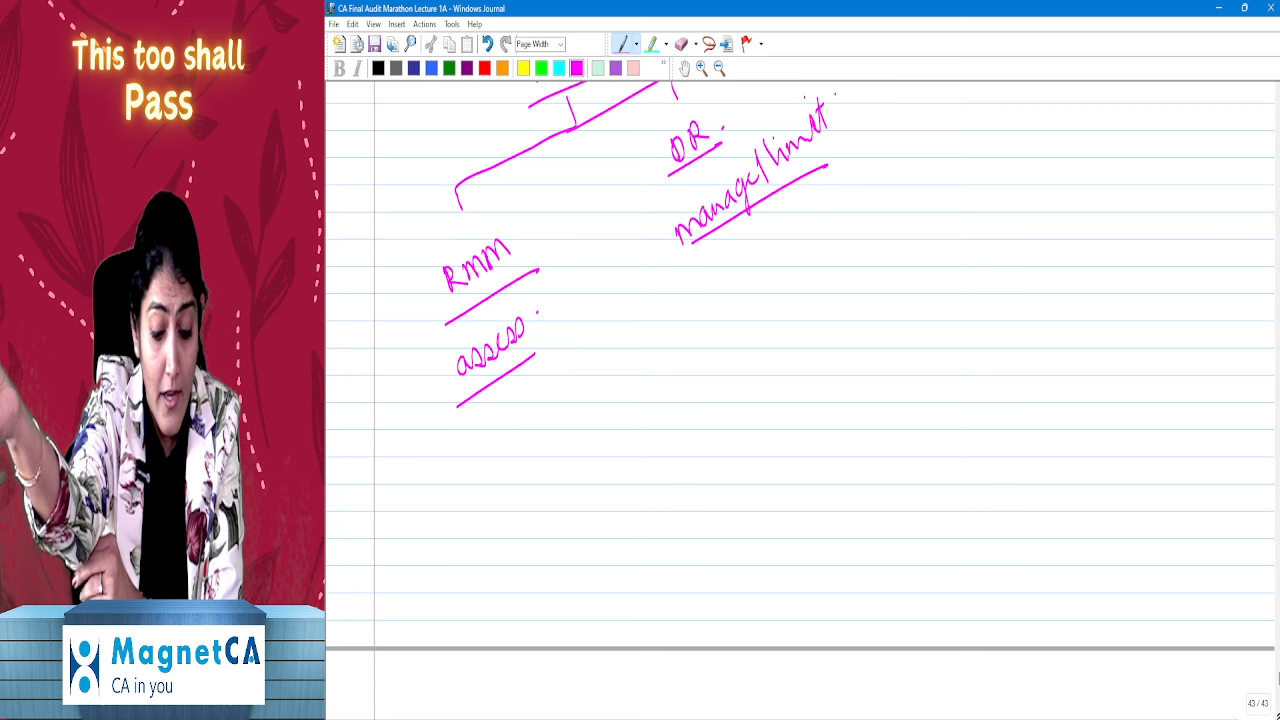 This too shall
Pass
CA Final Audit Marathon Lecture 1A - Windows Journal
File Edit View Insert Actions Tools Help
Page Width
B I
DR.
manage/limit.
RMM
assess.
MagnetCA
CA in you
43 / 43